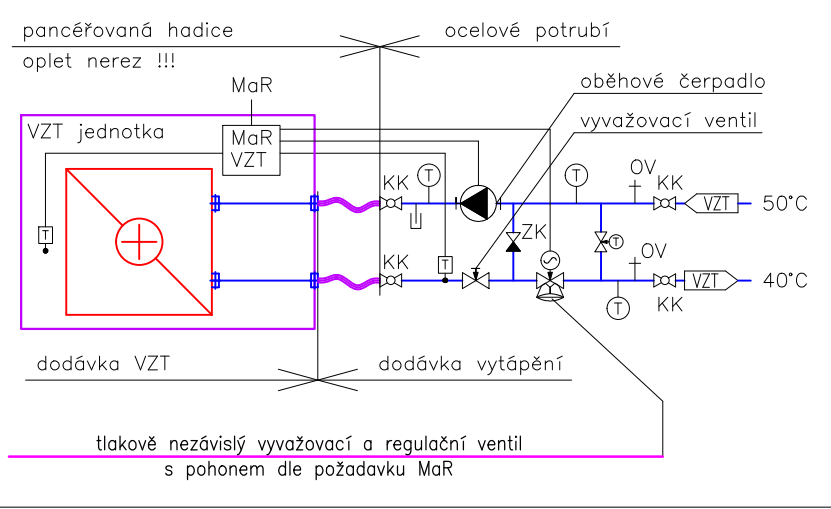 pancéřovaná hadice
ocelové potrubí
oplet nerez !!!
oběhové čerpadlo
MaR
VZT jednotka
MaR
VZT
vyvažovací ventil
KK
T
T
OV
KK
VZT
50°C
T
ZK
T
KK
T
OV
VZT
40°C
T
KK
dodávka VZT
dodávka vytápění
tlakově nezávislý vyvažovací a regulační ventil
s pohonem dle požadavku MaR